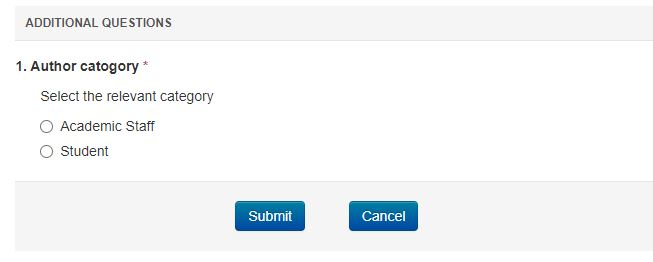 ADDITIONAL QUESTIONS
1. Author catogory *
Select the relevant category
Academic Staff
Student
Submit Cancel